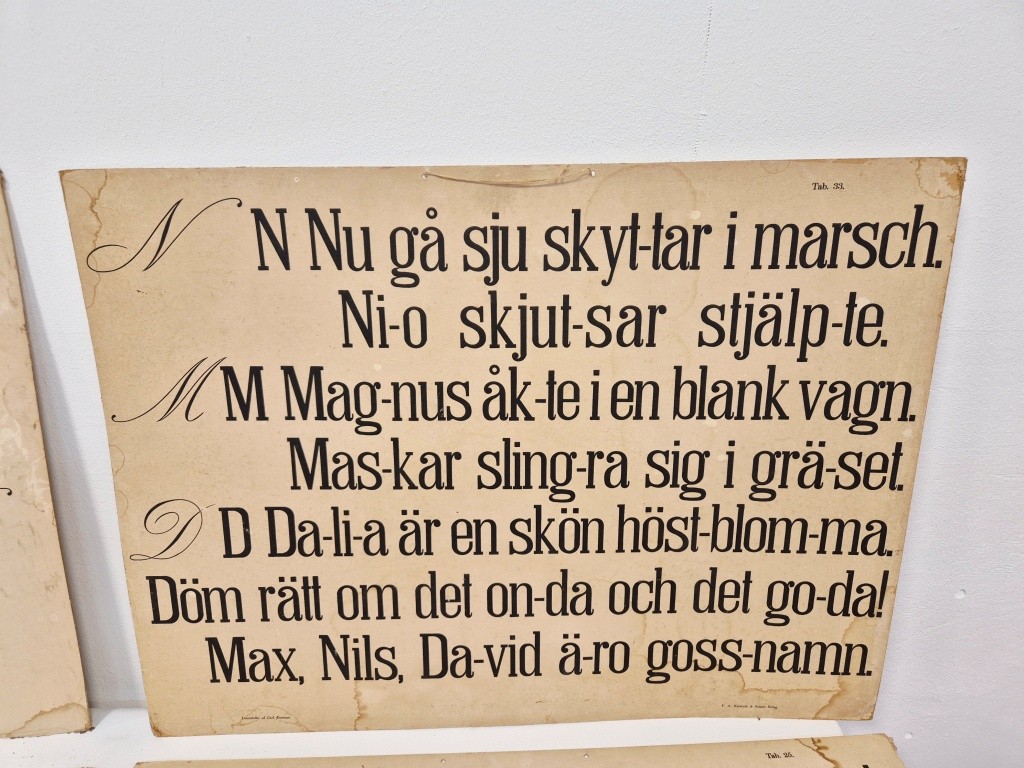 Tab. 33.
N N Nu gå sju skyt-tar i marsch.
Ni-o skjut-sar stjälp-te.
M M Mag-nus åk-te i en blank vagn.
Mas-kar sling-ra sig i grä-set.
D D Da-li-a är en skön höst-blom-ma.
Döm rätt om det on-da och det go-da!
Max, Nils, Da-vid ä-ro goss-namn.
Tab. 25.